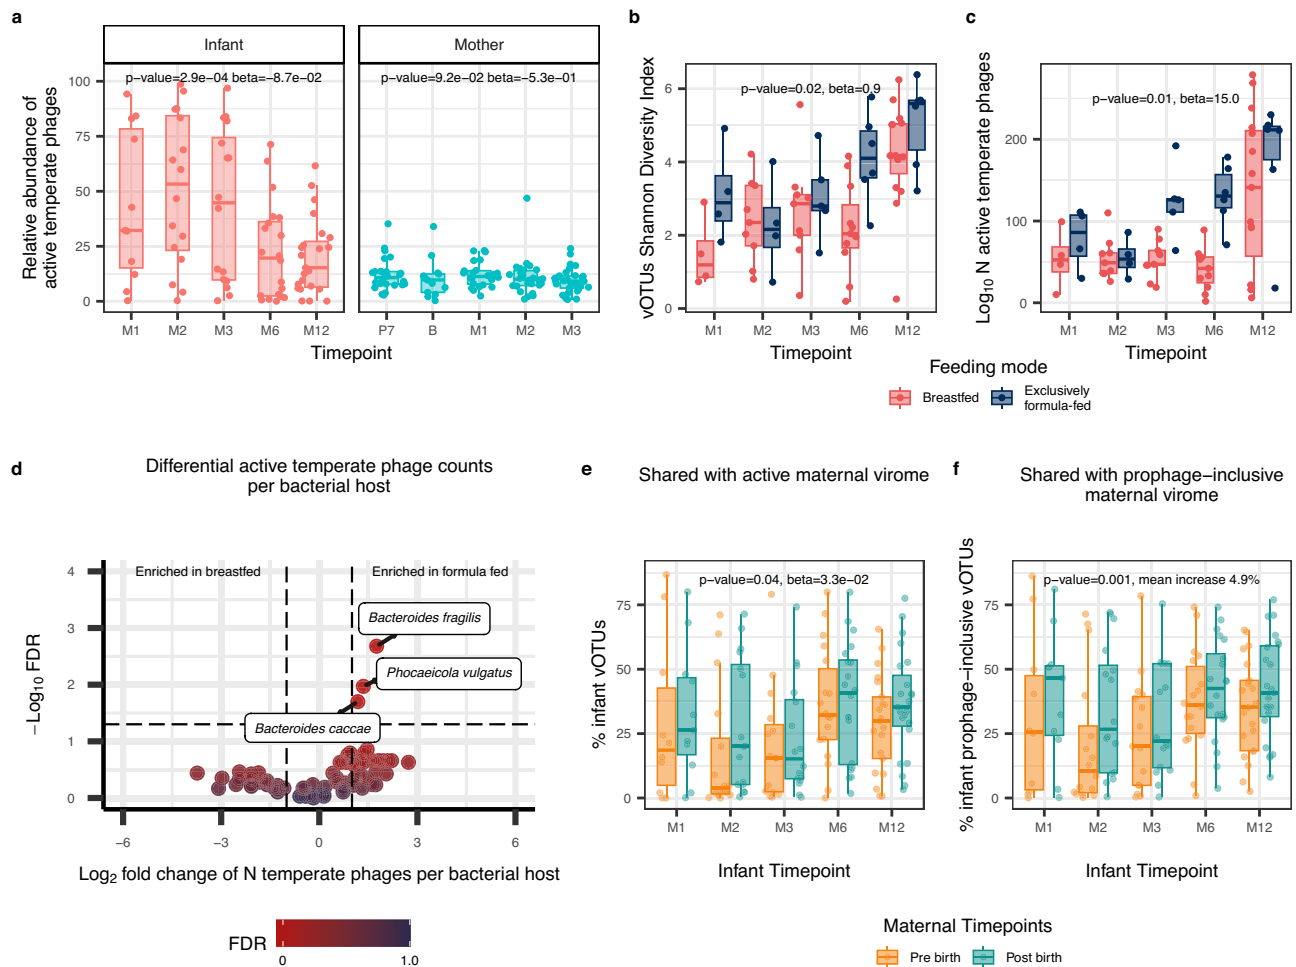 a
Infant
Mother
p-value=2.9e-04 beta=−8.7e-02
p-value=9.2e-02 beta=−5.3e-01
Relative abundance of
active temperate phages
100
75
50
25
0
M1 M2 M3 M6 M12
P7 B M1 M2 M3
Timepoint
b
vOTUs Shannon Diversity Index
p-value=0.02, beta=0.9
6
4
2
0
M1 M2 M3 M6 M12
Timepoint
c
Log10 N active temperate phages
p-value=0.01, beta=15.0
200
100
0
M1 M2 M3 M6 M12
Timepoint
Feeding mode
Breastfed
Exclusively
formula-fed
d
Differential active temperate phage counts
per bacterial host
−Log10 FDR
4
3
2
1
0
Enriched in breastfed
Enriched in formula fed
Bacteroides fragilis
Phocaeicola vulgatus
Bacteroides caccae
−6 −3 0 3 6
Log2 fold change of N temperate phages per bacterial host
FDR
0 1.0
e
Shared with active maternal virome
% infant vOTUs
p-value=0.04, beta=3.3e-02
75
50
25
0
M1 M2 M3 M6 M12
Infant Timepoint
f
Shared with prophage−inclusive
maternal virome
% infant prophage−inclusive vOTUs
p-value=0.001, mean increase 4.9%
75
50
25
0
M1 M2 M3 M6 M12
Infant Timepoint
Maternal Timepoints
Pre birth
Post birth